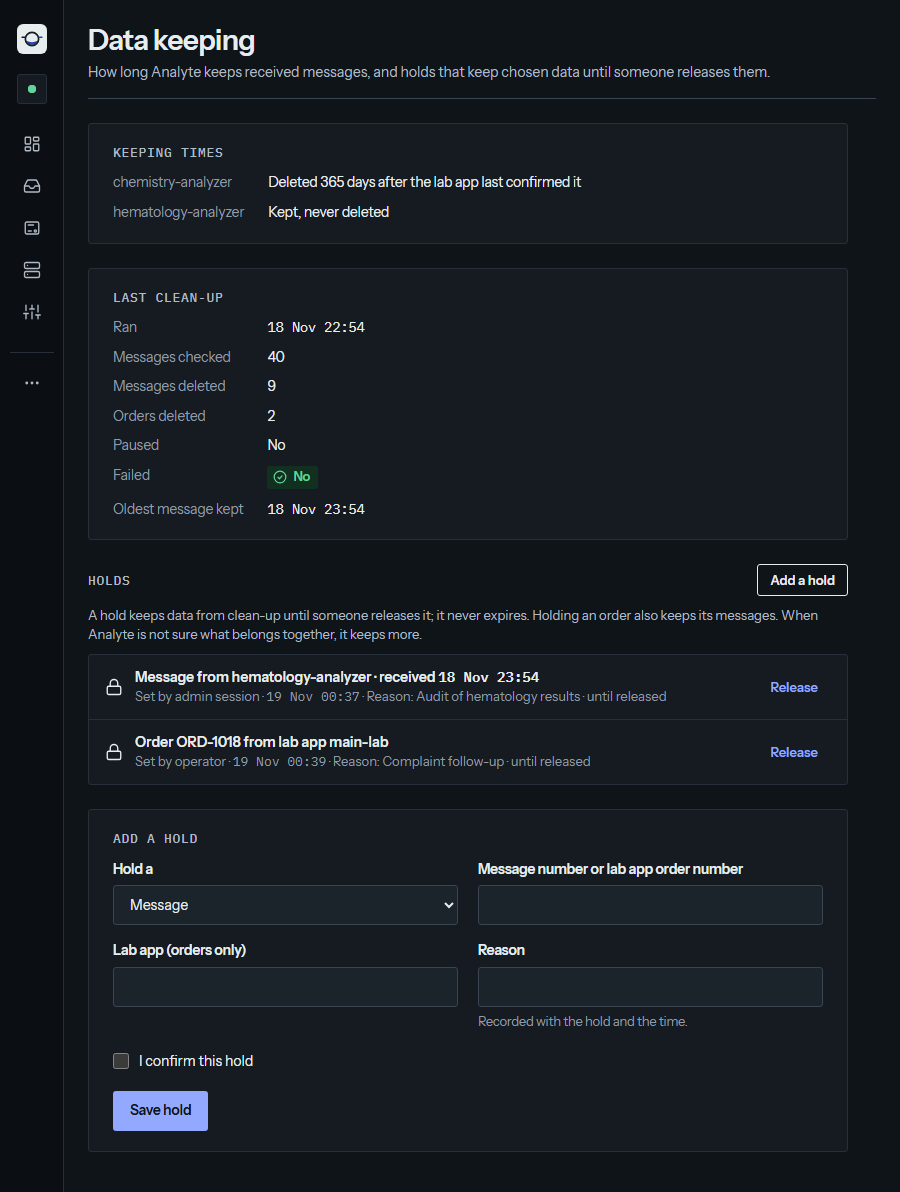 Data keeping
How long Analyte keeps received messages, and holds that keep chosen data until someone releases them.
KEEPING TIMES
chemistry-analyzer Deleted 365 days after the lab app last confirmed it
hematology-analyzer Kept, never deleted
LAST CLEAN-UP
Ran 18 Nov 22:54
Messages checked 40
Messages deleted 9
Orders deleted 2
Paused No
Failed No
Oldest message kept 18 Nov 23:54
HOLDS Add a hold
A hold keeps data from clean-up until someone releases it; it never expires. Holding an order also keeps its messages. When
Analyte is not sure what belongs together, it keeps more.
Message from hematology-analyzer · received 18 Nov 23:54
Set by admin session · 19 Nov 00:37 · Reason: Audit of hematology results · until released
Release
Order ORD-1018 from lab app main-lab
Set by operator · 19 Nov 00:39 · Reason: Complaint follow-up · until released
Release
ADD A HOLD
Hold a Message number or lab app order number
Message
Lab app (orders only) Reason
Recorded with the hold and the time.
I confirm this hold
Save hold